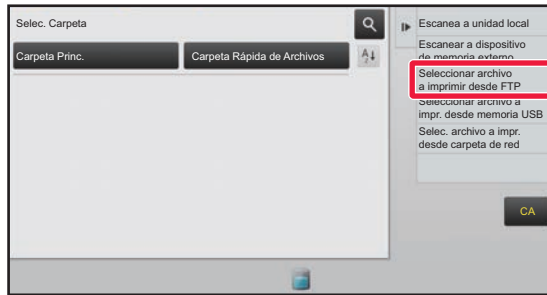 Selec. Carpeta
Carpeta Princ.
Carpeta Rápida de Archivos
Escanea a unidad local
Escanear a dispositivo
de memoria externo
Seleccionar archivo
a imprimir desde FTP
Seleccionar archivo a
impr. desde memoria USB
Selec. archivo a impr.
desde carpeta de red
CA